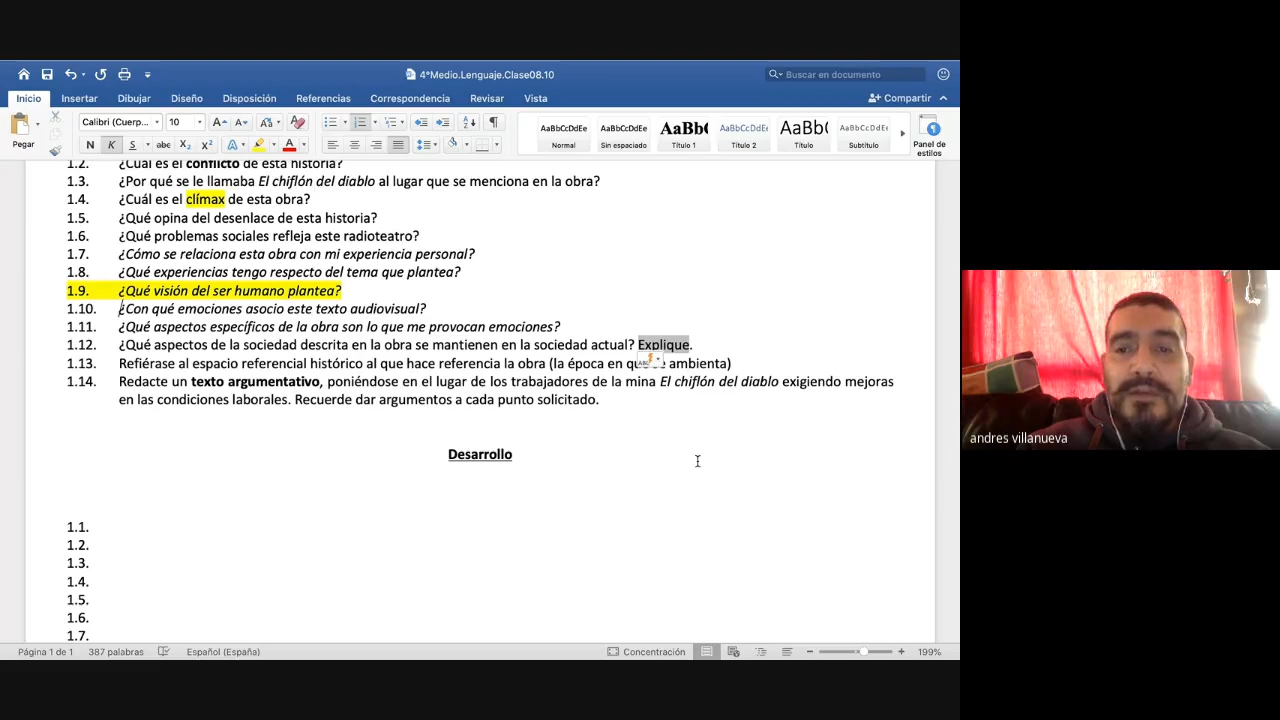 4*Medio.Lenguaje.Clase08.10
Buscar en documento
Inicio Insertar Dibujar Diseño Disposición Referencias Correspondencia Revisar Vista Compartir
Pegar
Calibri (Cuerp... 10
N K S abc X₂ X²
AaBbCcDdEe AaBbCcDdEe AaBb( AaBbCcDdEe AaBb( AaBbCcDdEe
Normal Sin espaciado Título 1 Título 2 Título Subtítulo
Panel de estilos
1.2. ¿Cuál es el conflicto de esta historia?
1.3. ¿Por qué se le llamaba El chiflón del diablo al lugar que se menciona en la obra?
1.4. ¿Cuál es el clímax de esta obra?
1.5. ¿Qué opina del desenlace de esta historia?
1.6. ¿Qué problemas sociales refleja este radioteatro?
1.7. ¿Cómo se relaciona esta obra con mi experiencia personal?
1.8. ¿Qué experiencias tengo respecto del tema que plantea?
1.9. ¿Qué visión del ser humano plantea?
1.10. ¿Con qué emociones asocio este texto audiovisual?
1.11. ¿Qué aspectos específicos de la obra son lo que me provocan emociones?
1.12. ¿Qué aspectos de la sociedad descrita en la obra se mantienen en la sociedad actual? Explique.
1.13. Refiérase al espacio referencial histórico al que hace referencia la obra (la época en ambienta)
1.14. Redacte un texto argumentativo, poniéndose en el lugar de los trabajadores de la mina El chiflón del diablo exigiendo mejoras
en las condiciones laborales. Recuerde dar argumentos a cada punto solicitado.
Desarrollo
1.1.
1.2.
1.3.
1.4.
1.5.
1.6.
1.7.
Página 1 de 1 387 palabras Español (España) Concentración 199%
andres villanueva